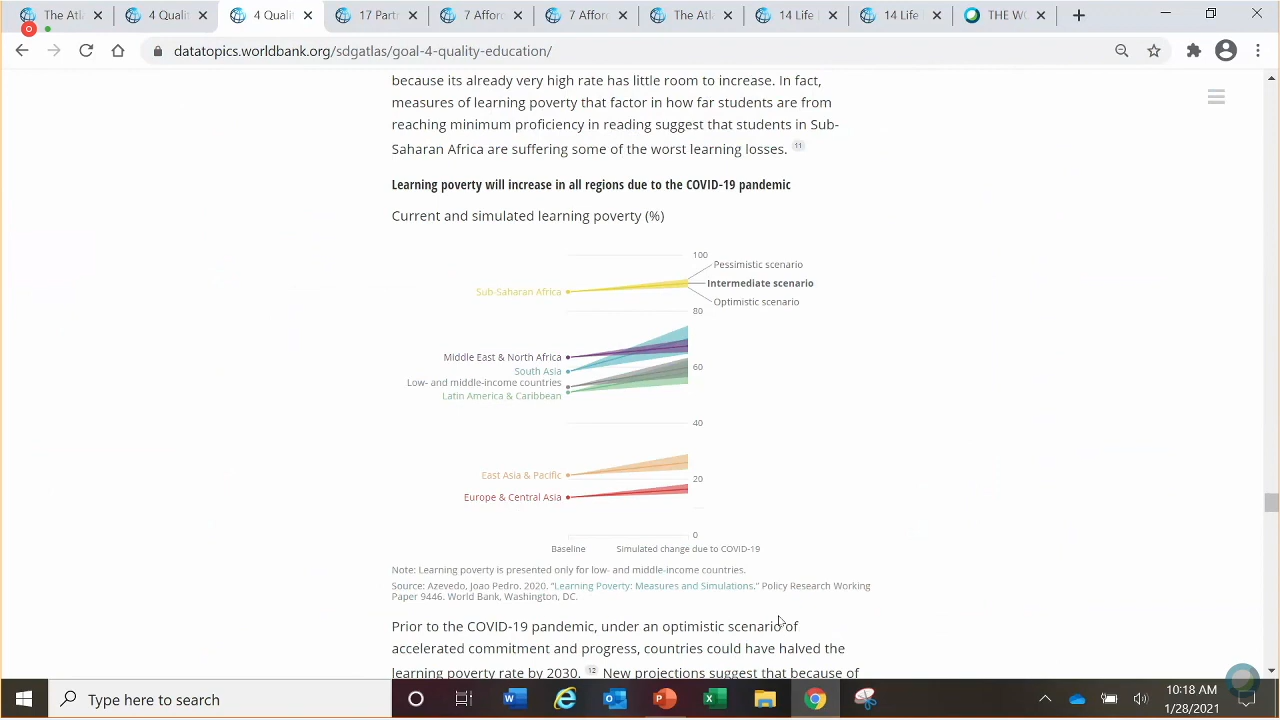 The Atl
4 Qualit
4 Qualit
17 Partr
7 Afford
7 Afford
The Atl
14 Life
14 Life
THE WO
datatopics.worldbank.org/sdgatlas/goal-4-quality-education/
because its already very high rate has little room to increase. In fact,
measures of learning poverty that factor in how far students are from
reaching minimum proficiency in reading suggest that students in Sub-
Saharan Africa are suffering some of the worst learning losses. 11
Learning poverty will increase in all regions due to the COVID-19 pandemic
Current and simulated learning poverty (%)
100
Pessimistic scenario
Intermediate scenario
Sub-Saharan Africa
Optimistic scenario
80
Middle East & North Africa
60
South Asia
Low- and middle-income countries
Latin America & Caribbean
40
East Asia & Pacific
20
Europe & Central Asia
0
Baseline
Simulated change due to COVID-19
Note: Learning poverty is presented only for low- and middle-income countries.
Source: Azevedo, Joao Pedro. 2020. “Learning Poverty: Measures and Simulations.” Policy Research Working
Paper 9446. World Bank, Washington, DC.
Prior to the COVID-19 pandemic, under an optimistic scenario of
accelerated commitment and progress, countries could have halved the
learning poverty rate by 2030. 12 New projections suggest that because of
Type here to search
10:18 AM
1/28/2021